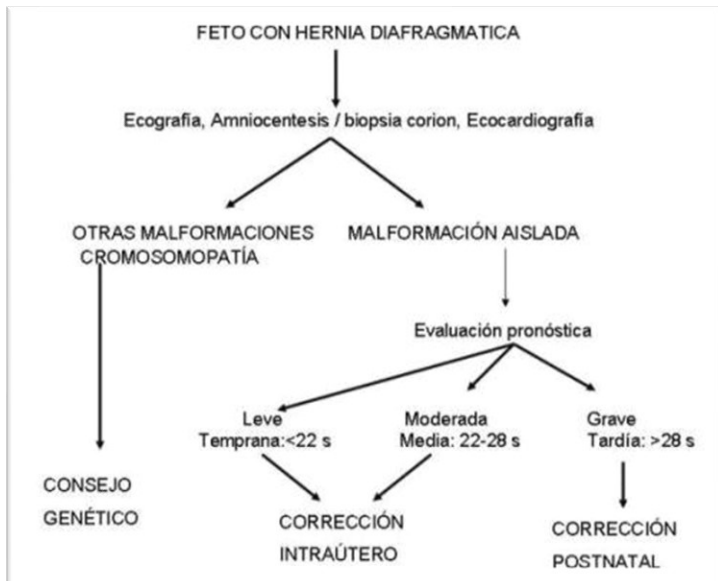 FETO CON HERNIA DIAFRAGMATICA
Ecografía, Amniocentesis / biopsia corion, Ecocardiografía
OTRAS MALFORMACIONES
CROMOSOMOPATÍA
MALFORMACIÓN AISLADA
Evaluación pronóstica
Leve
Temprana:<22 s
Moderada
Media: 22-28 s
Grave
Tardía: >28 s
CONSEJO
GENÉTICO
CORRECCIÓN
INTRAÚTERO
CORRECCIÓN
POSTNATAL